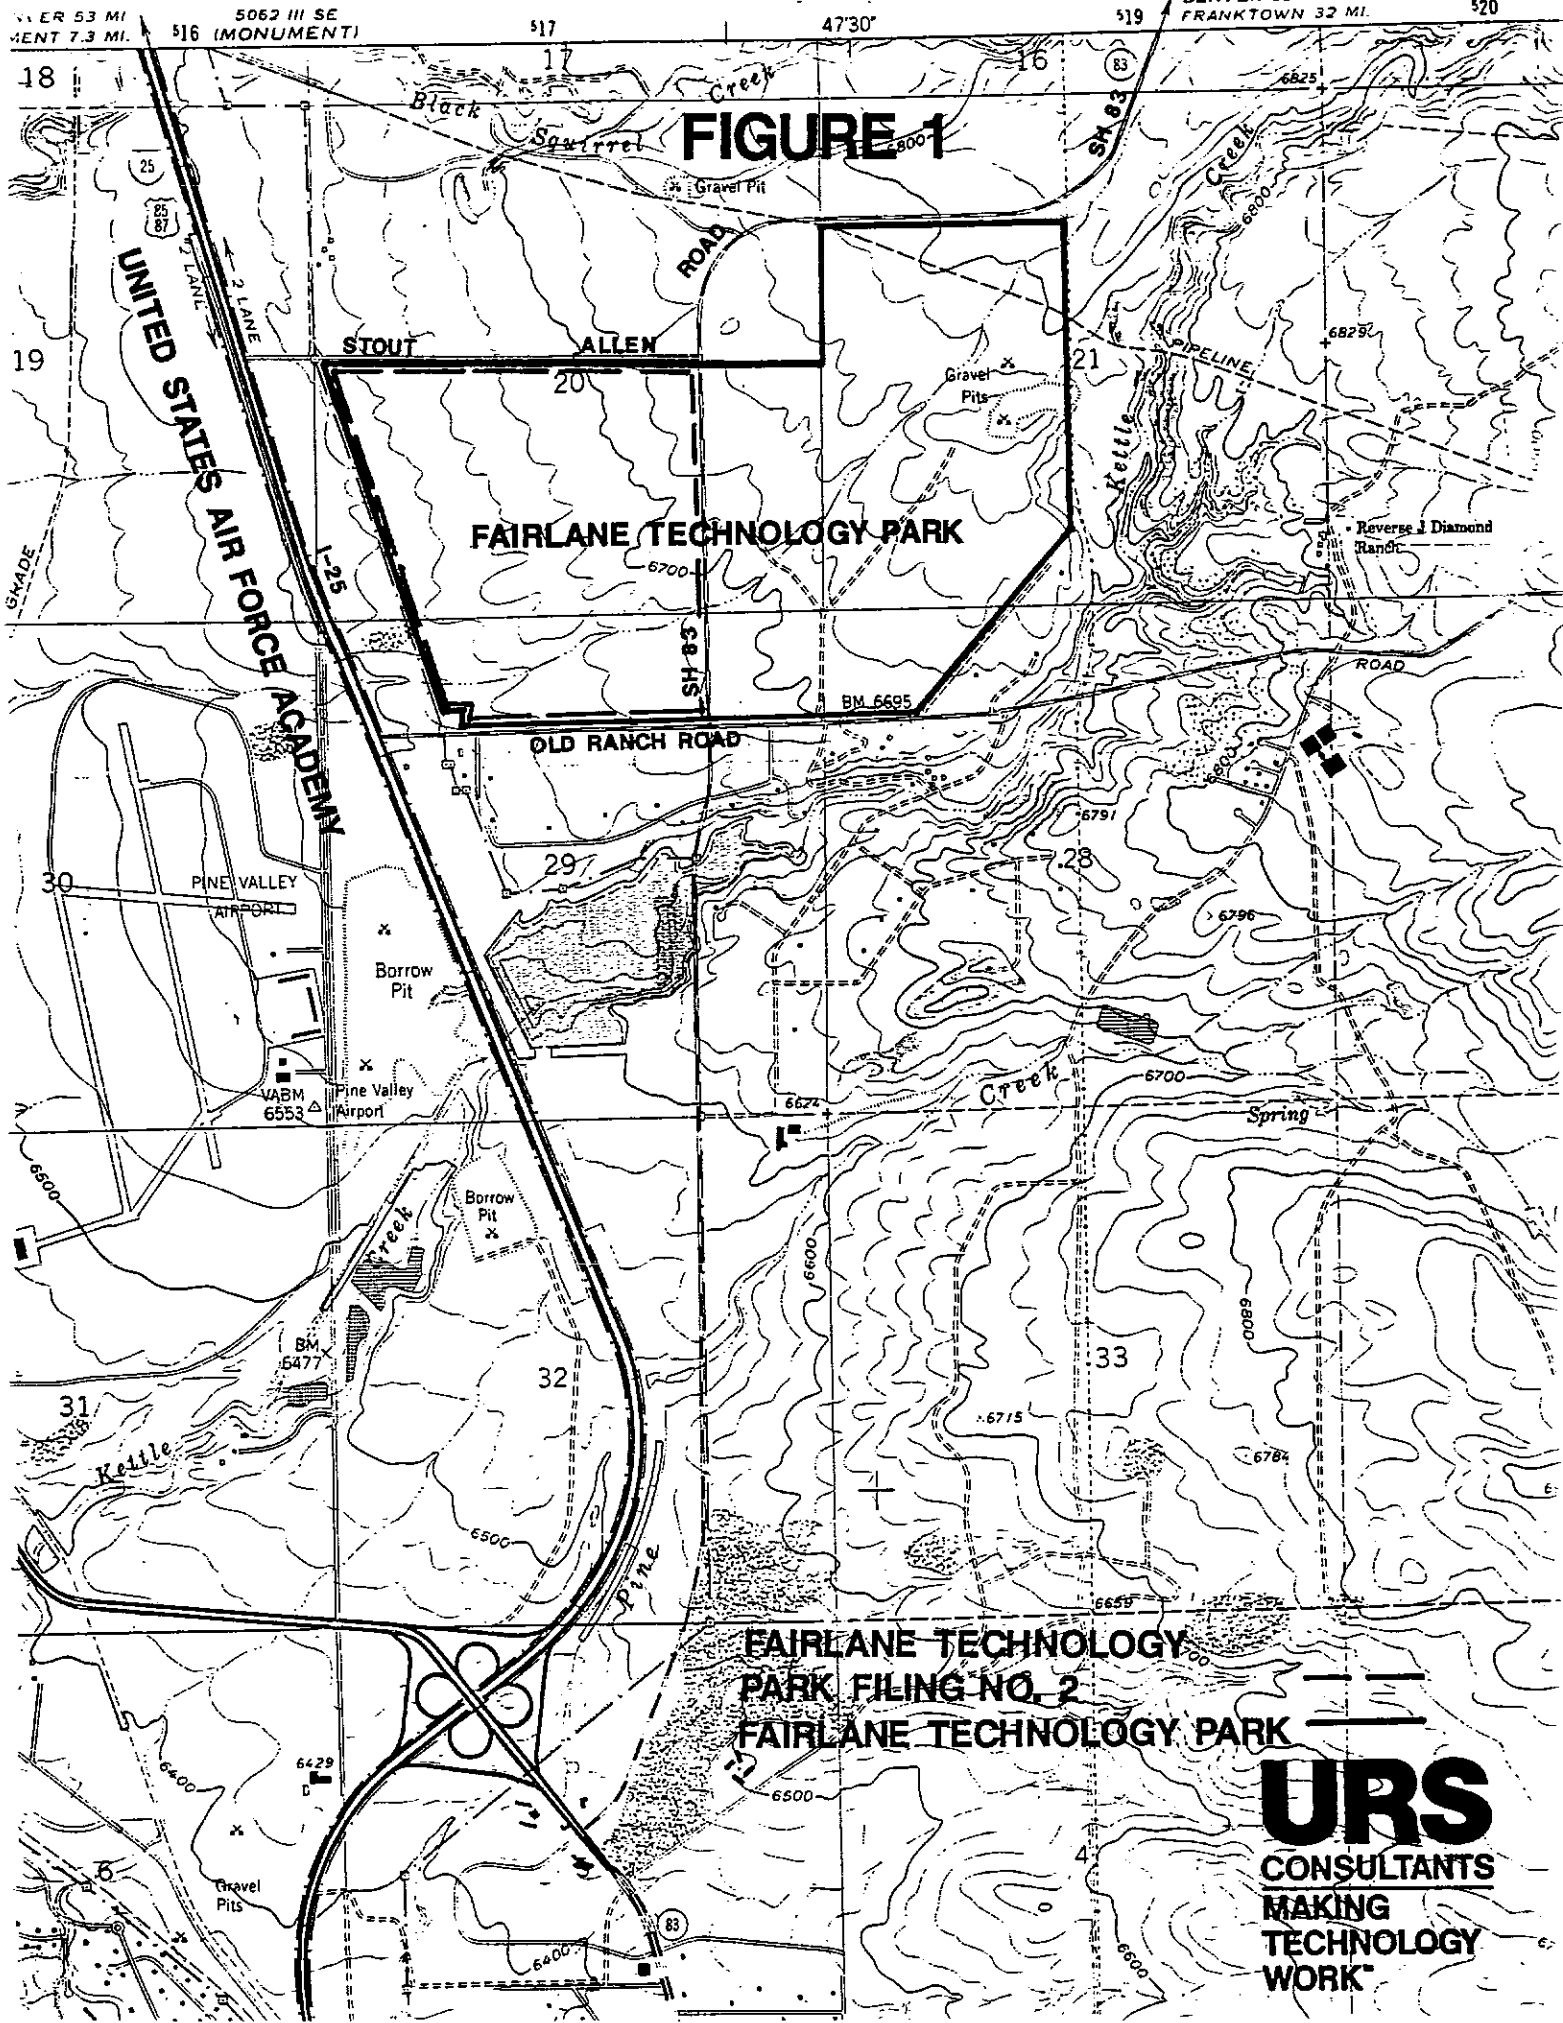 53 MI
7.3 MI.
516
5062 III SE
(MONUMENT)
517
47'30"
519
FRANKTOWN 32 MI.
520
18
17
16
83
6825
Black
Squirrel
Creek
FIGURE 1
6800
SH 83
Creek
6800
25
85
87
Gravel Pit
ROAD
2 LANE
2 LANE
UNITED STATES AIR FORCE ACADEMY
STOUT ALLEN
19
20
21
6829
PIPELINE
Gravel
Pits
Kettle
FAIRLANE TECHNOLOGY PARK
6700
Reverse J Diamond
Ranch
GRADE
I-25
SH 83
ROAD
BM 6695
OLD RANCH ROAD
6800
6791
29
28
30
PINE VALLEY
AIRPORT
6796
Borrow
Pit
VABM
6553
Pine Valley
Airport
Creek
6700
6624
Spring
6500
Borrow
Pit
Creek
6600
6800
BM
6477
32
33
31
6715
6784
Kettle
6500
Pine
6659
FAIRLANE TECHNOLOGY
PARK FILING NO. 2
FAIRLANE TECHNOLOGY PARK
6429
6400
6500
URS
CONSULTANTS
MAKING
TECHNOLOGY
WORK
6
Gravel
Pits
4
83
6400
6600